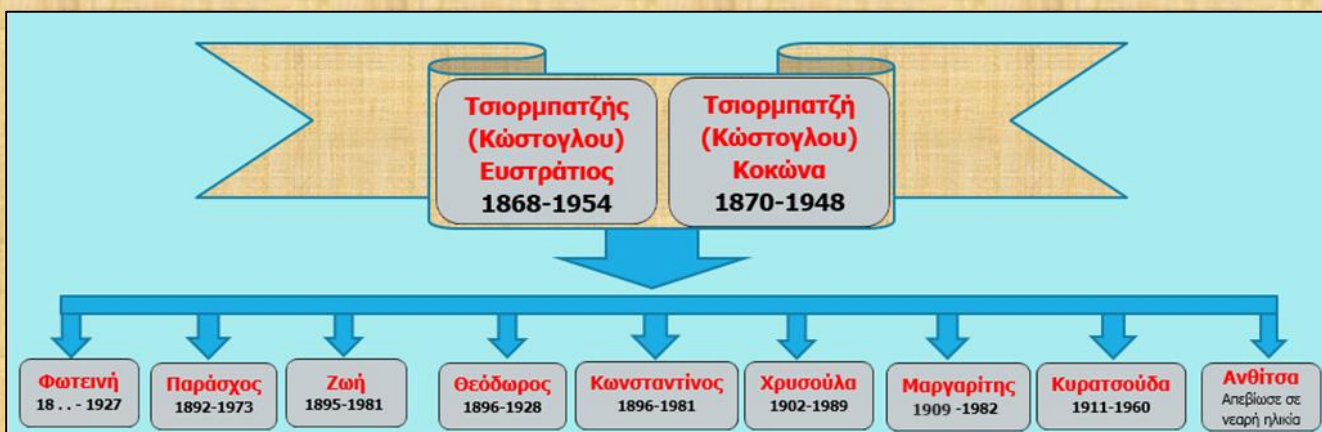 Τσιορμπατζής
(Κώστογλου)
Ευστράτιος
1868-1954
Τσιορμπατζή
(Κώστογλου)
Κοκώνα
1870-1948
Φωτεινή
18 . . - 1927
Παράσχος
1892-1973
Ζωή
1895-1981
Θεόδωρος
1896-1928
Κωνσταντίνος
1896-1981
Χρυσούλα
1902-1989
Μαργαρίτης
1909 -1982
Κυρατσούδα
1911-1960
Ανθίτσα
Απεβίωσε σε
νεαρή ηλικία